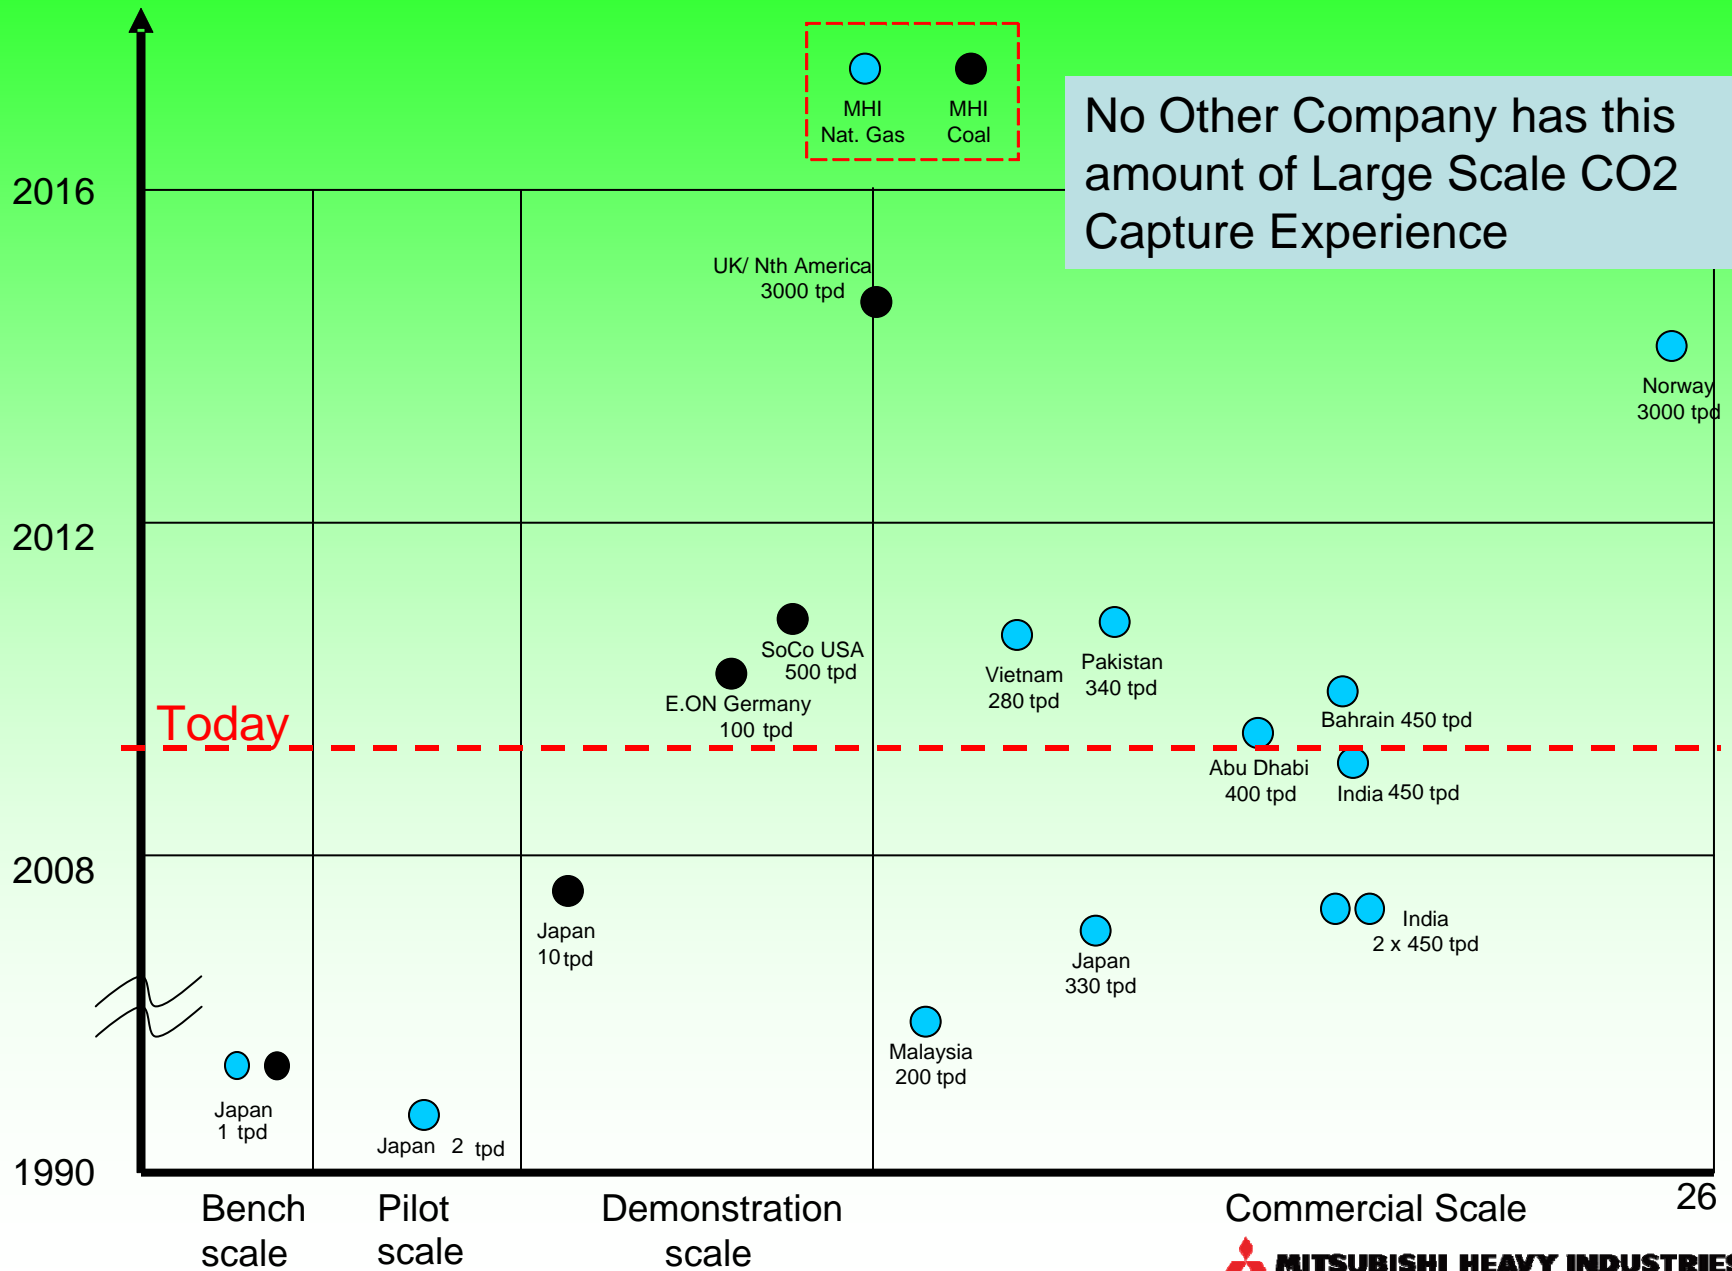 MHI
Nat. Gas
MHI
Coal
No Other Company has this
amount of Large Scale CO2
Capture Experience
2016
UK/ Nth America
3000 tpd
Norway
3000 tpd
2012
SoCo USA
500 tpd
E.ON Germany
100 tpd
Vietnam
280 tpd
Pakistan
340 tpd
Bahrain 450 tpd
Today
Abu Dhabi
400 tpd
India 450 tpd
2008
Japan
10 tpd
Japan
330 tpd
India
2 x 450 tpd
Malaysia
200 tpd
Japan
1 tpd
Japan 2 tpd
1990
Bench
scale
Pilot
scale
Demonstration
scale
Commercial Scale
26
MITSUBISHI HEAVY INDUSTRIES